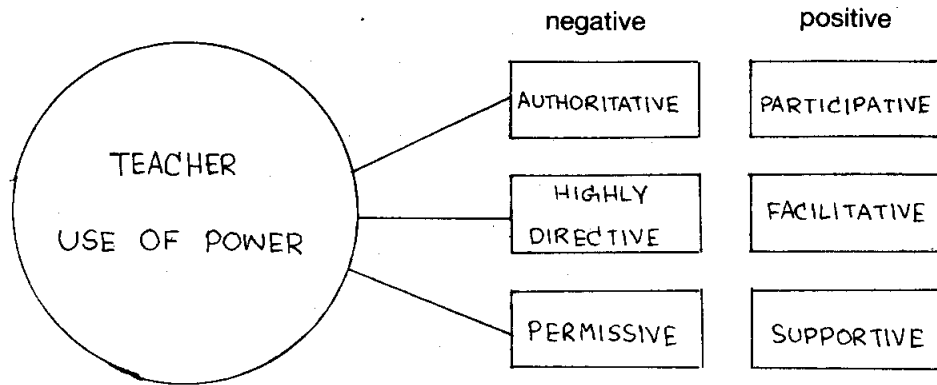 negative positive
TEACHER
USE OF POWER
AUTHORITATIVE PARTICIPATIVE
HIGHLY
DIRECTIVE
FACILITATIVE
PERMISSIVE SUPPORTIVE